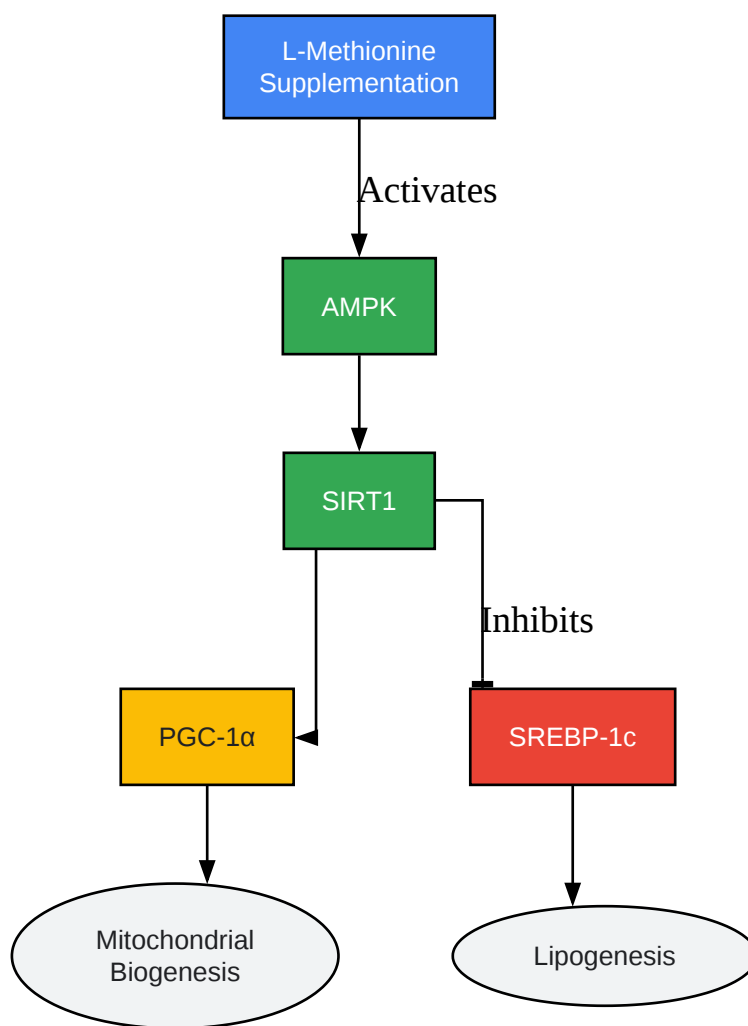 L-Methionine
Supplementation
Activates
AMPK
SIRT1
Inhibits
PGC-1α
SREBP-1c
Mitochondrial
Biogenesis
Lipogenesis